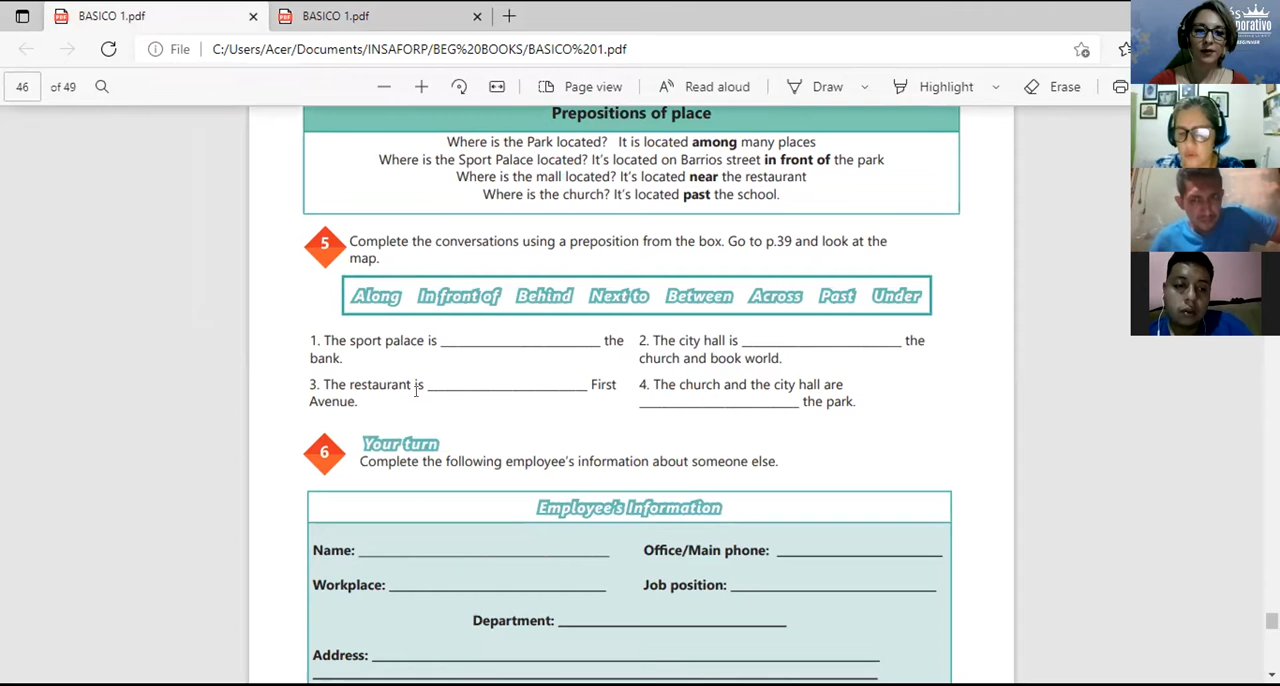 BASICO 1.pdf
BASICO 1.pdf
File C:/Users/Acer/Documents/INSAFORP/BEG%20BOOKS/BASICO%201.pdf
46 of 49 Page view Read aloud Draw Highlight Erase
BEGINNER
Prepositions of place
Where is the Park located? It is located among many places
Where is the Sport Palace located? It's located on Barrios street in front of the park
Where is the mall located? It's located near the restaurant
Where is the church? It's located past the school.
5 Complete the conversations using a preposition from the box. Go to p.39 and look at the
map.
Along In front of Behind Next to Between Across Past Under
1. The sport palace is ____________________ the
bank.
2. The city hall is ____________________ the
church and book world.
3. The restaurant is ____________________ First
Avenue.
4. The church and the city hall are
____________________ the park.
6 Your turn
Complete the following employee's information about someone else.
Employee's Information
Name: ____________________ Office/Main phone: ____________________
Workplace: ____________________ Job position: ____________________
Department: ____________________
Address: ____________________